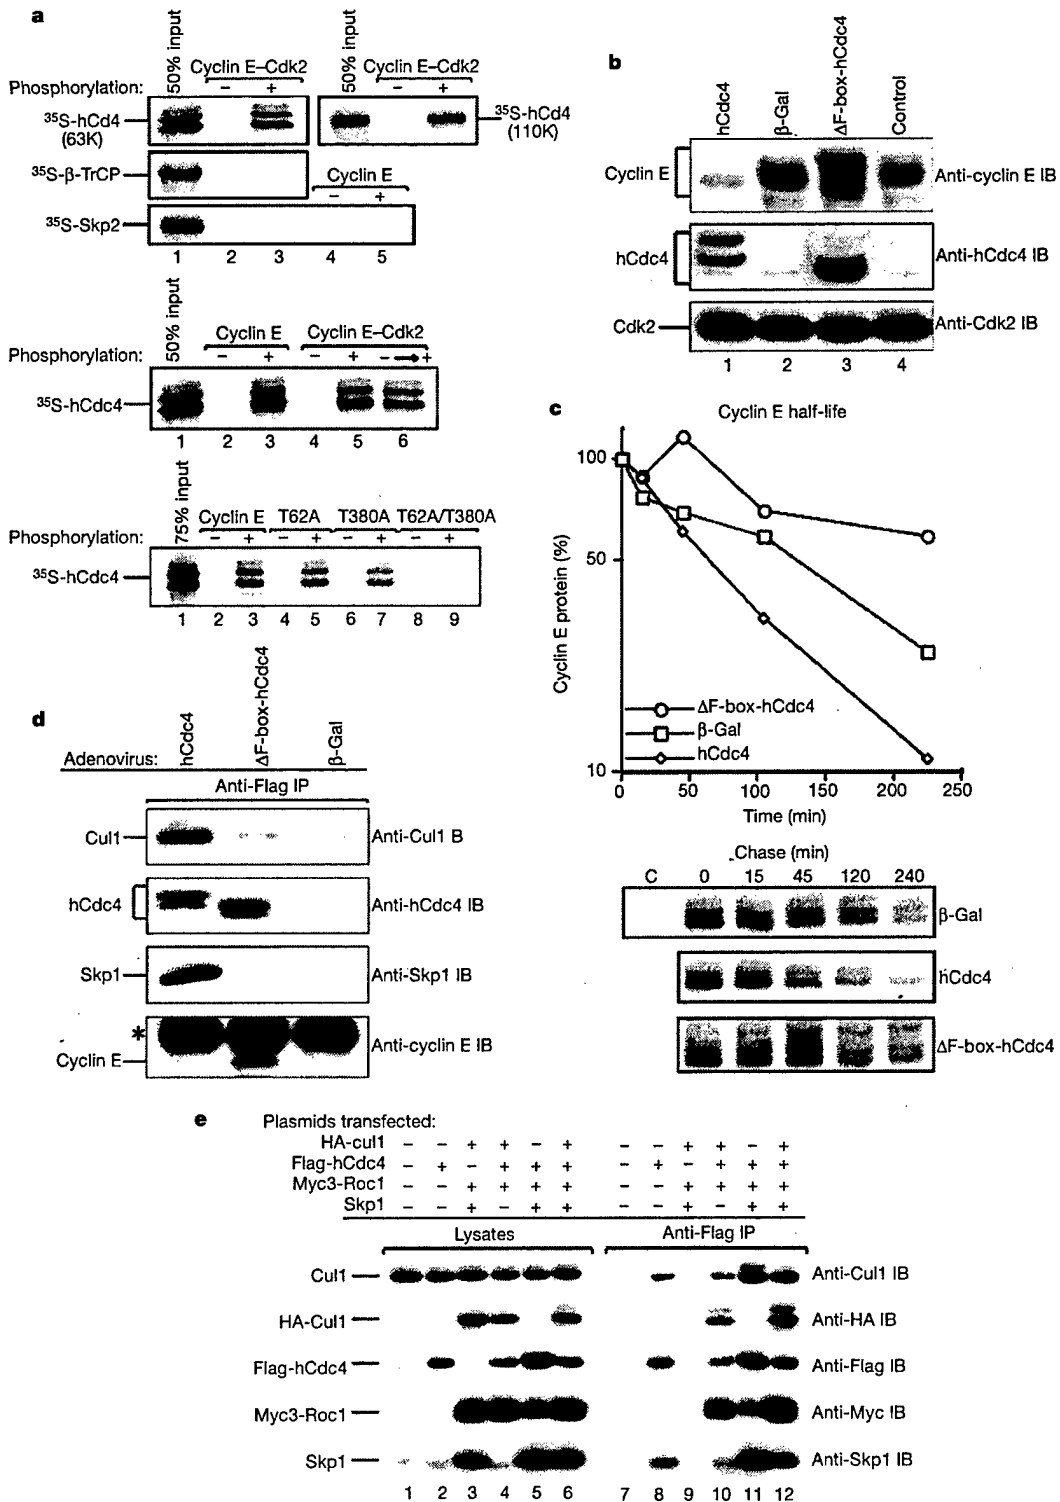 a
50% input
Cyclin E–Cdk2
50% input
Cyclin E–Cdk2
Phosphorylation: – + – +
35S-hCd4
(63K)
35S-hCd4
(110K)
35S-β-TrCP
Cyclin E
– +
35S-Skp2
1 2 3 4 5
50% input
Cyclin E Cyclin E–Cdk2
Phosphorylation: – + – + – → +
35S-hCdc4
1 2 3 4 5 6
75% input
Cyclin E T62A T380A T62A/T380A
Phosphorylation: – + – + – + – +
35S-hCdc4
1 2 3 4 5 6 7 8 9
b
hCdc4 β-Gal ΔF-box-hCdc4 Control
Cyclin E Anti-cyclin E IB
hCdc4 Anti-hCdc4 IB
Cdk2 Anti-Cdk2 IB
1 2 3 4
c
Cyclin E half-life
Cyclin E protein (%)
100
50
10
ΔF-box-hCdc4
β-Gal
hCdc4
0 50 100 150 200 250
Time (min)
Chase (min)
C 0 15 45 120 240
β-Gal
hCdc4
ΔF-box-hCdc4
d
Adenovirus: hCdc4 ΔF-box-hCdc4 β-Gal
Anti-Flag IP
Cul1 Anti-Cul1 B
hCdc4 Anti-hCdc4 IB
Skp1 Anti-Skp1 IB
*
Cyclin E Anti-cyclin E IB
e
Plasmids transfected:
HA-cul1 – – + + – + – – + + – +
Flag-hCdc4 – + – + + + – + – + + +
Myc3-Roc1 – – + + + + – – + + + +
Skp1 – – + – + + – – + – + +
Lysates Anti-Flag IP
Cul1 Anti-Cul1 IB
HA-Cul1 Anti-HA IB
Flag-hCdc4 Anti-Flag IB
Myc3-Roc1 Anti-Myc IB
Skp1 Anti-Skp1 IB
1 2 3 4 5 6 7 8 9 10 11 12